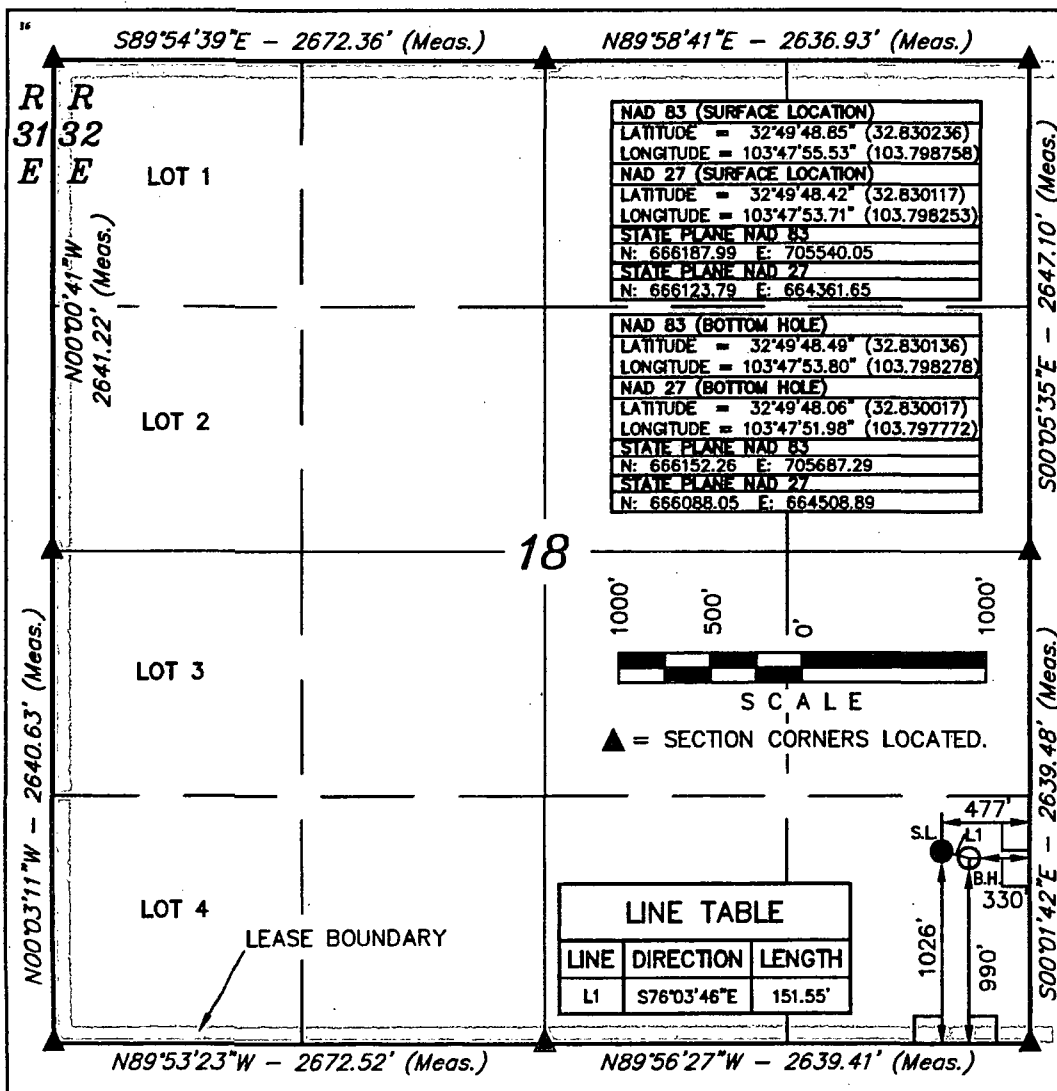 16
S89°54'39"E - 2672.36' (Meas.)
N89°58'41"E - 2636.93' (Meas.)
R R
31 32
E E
LOT 1
N00°00'41"W
2641.22' (Meas.)
NAD 83 (SURFACE LOCATION)
LATITUDE = 32°49'48.85" (32.830236)
LONGITUDE = 103°47'55.53" (103.798758)
NAD 27 (SURFACE LOCATION)
LATITUDE = 32°49'48.42" (32.830117)
LONGITUDE = 103°47'53.71" (103.798253)
STATE PLANE NAD 83
N: 666187.99 E: 705540.05
STATE PLANE NAD 27
N: 666123.79 E: 664361.65
S00°05'35"E - 2647.10' (Meas.)
NAD 83 (BOTTOM HOLE)
LATITUDE = 32°49'48.49" (32.830136)
LONGITUDE = 103°47'53.80" (103.798278)
NAD 27 (BOTTOM HOLE)
LATITUDE = 32°49'48.06" (32.830017)
LONGITUDE = 103°47'51.98" (103.797772)
STATE PLANE NAD 83
N: 666152.26 E: 705687.29
STATE PLANE NAD 27
N: 666088.05 E: 664508.89
LOT 2
18
1000' 500' 0' 1000'
SCALE
▲ = SECTION CORNERS LOCATED.
LOT 3
N00°03'11"W - 2640.63' (Meas.)
S00°01'42"E - 2639.48' (Meas.)
477'
S.L. L1
B.H.
330'
1026'
990'
LOT 4
LEASE BOUNDARY
LINE TABLE
LINE DIRECTION LENGTH
L1 S76°03'46"E 151.55'
N89°53'23"W - 2672.52' (Meas.)
N89°56'27"W - 2639.41' (Meas.)